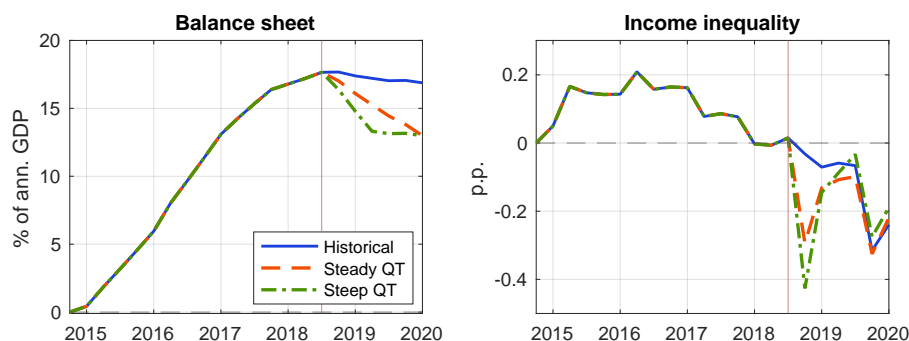 Balance sheet
% of ann. GDP
20
15
10
5
0
2015 2016 2017 2018 2019 2020
Historical
Steady QT
Steep QT
Income inequality
p.p.
0.2
0
-0.2
-0.4
2015 2016 2017 2018 2019 2020